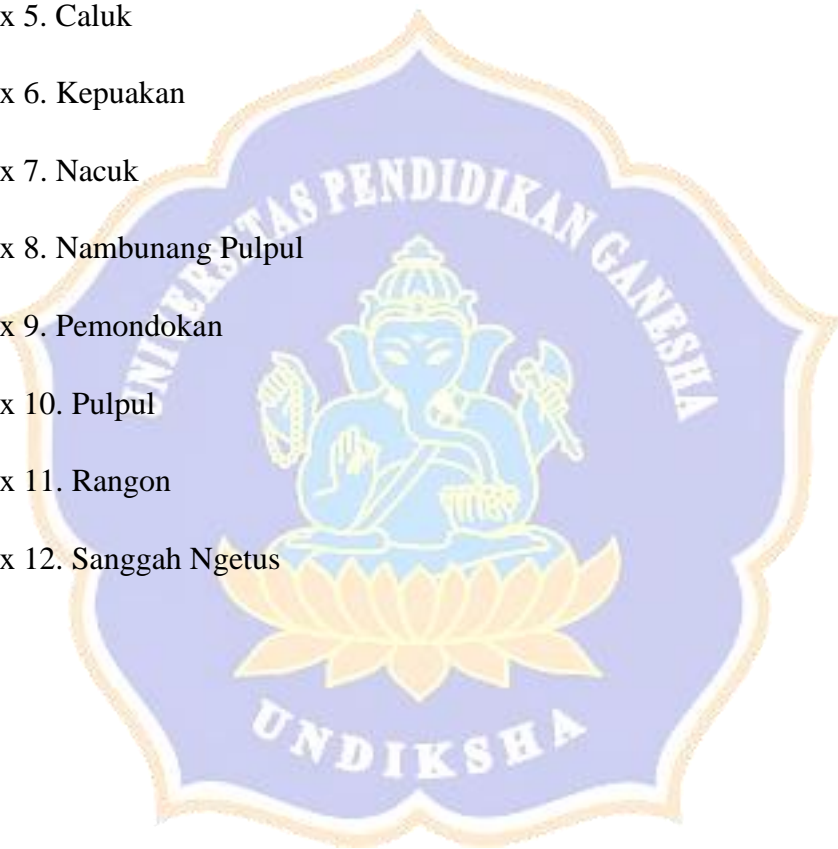 x 5. Caluk
x 6. Kepuakan
x 7. Nacuk
x 8. Nambunang Pulpul
x 9. Pemondokan
x 10. Pulpul
x 11. Rangon
x 12. Sanggah Ngetus
UNIVERSITAS PENDIDIKAN GANESHA
UNDIKSHA